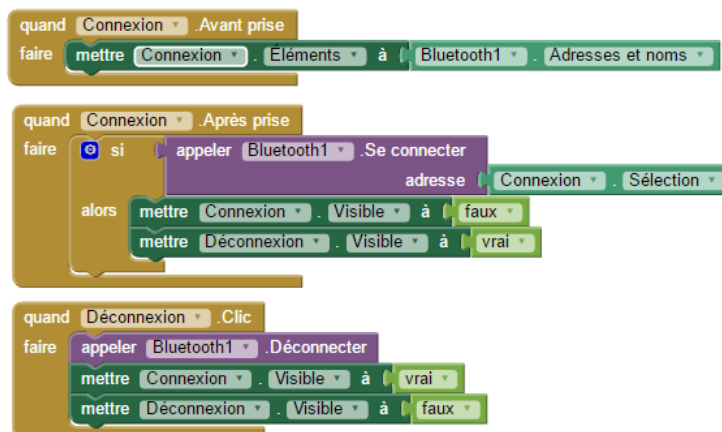 quand Connexion .Avant prise
faire mettre Connexion . Éléments à Bluetooth1 . Adresses et noms
quand Connexion .Après prise
faire si appeler Bluetooth1 .Se connecter
adresse Connexion . Sélection
alors mettre Connexion . Visible à faux
mettre Déconnexion . Visible à vrai
quand Déconnexion .Clic
faire appeler Bluetooth1 .Déconnecter
mettre Connexion . Visible à vrai
mettre Déconnexion . Visible à faux